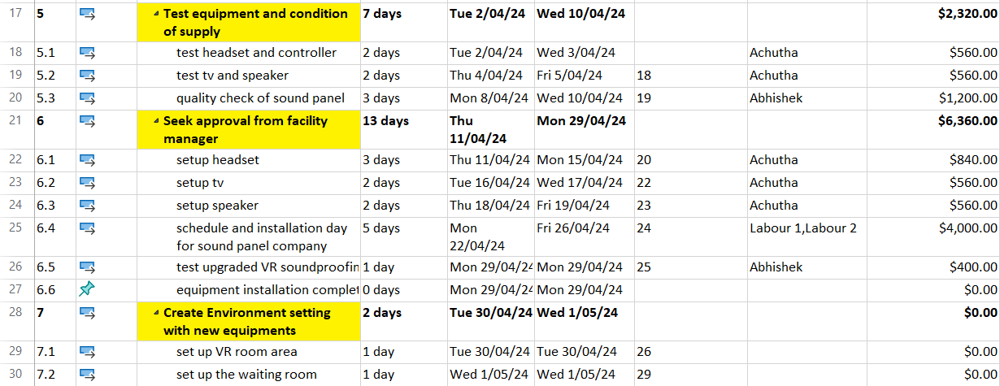 17 5 Test equipment and condition 7 days Tue 2/04/24 Wed 10/04/24 $2,320.00
of supply
18 5.1 test headset and controller 2 days Tue 2/04/24 Wed 3/04/24 Achutha $560.00
19 5.2 test tv and speaker 2 days Thu 4/04/24 Fri 5/04/24 18 Achutha $560.00
20 5.3 quality check of sound panel 3 days Mon 8/04/24 Wed 10/04/24 19 Abhishek $1,200.00
21 6 Seek approval from facility 13 days Thu Mon 29/04/24 $6,360.00
manager 11/04/24
22 6.1 setup headset 3 days Thu 11/04/24 Mon 15/04/24 20 Achutha $840.00
23 6.2 setup tv 2 days Tue 16/04/24 Wed 17/04/24 22 Achutha $560.00
24 6.3 setup speaker 2 days Thu 18/04/24 Fri 19/04/24 23 Achutha $560.00
25 6.4 schedule and installation day 5 days Mon Fri 26/04/24 24 Labour 1,Labour 2 $4,000.00
for sound panel company 22/04/24
26 6.5 test upgraded VR soundproofin 1 day Mon 29/04/24 Mon 29/04/24 25 Abhishek $400.00
27 6.6 equipment installation complet 0 days Mon 29/04/24 Mon 29/04/24 $0.00
28 7 Create Environment setting 2 days Tue 30/04/24 Wed 1/05/24 $0.00
with new equipments
29 7.1 set up VR room area 1 day Tue 30/04/24 Tue 30/04/24 26 $0.00
30 7.2 set up the waiting room 1 day Wed 1/05/24 Wed 1/05/24 29 $0.00